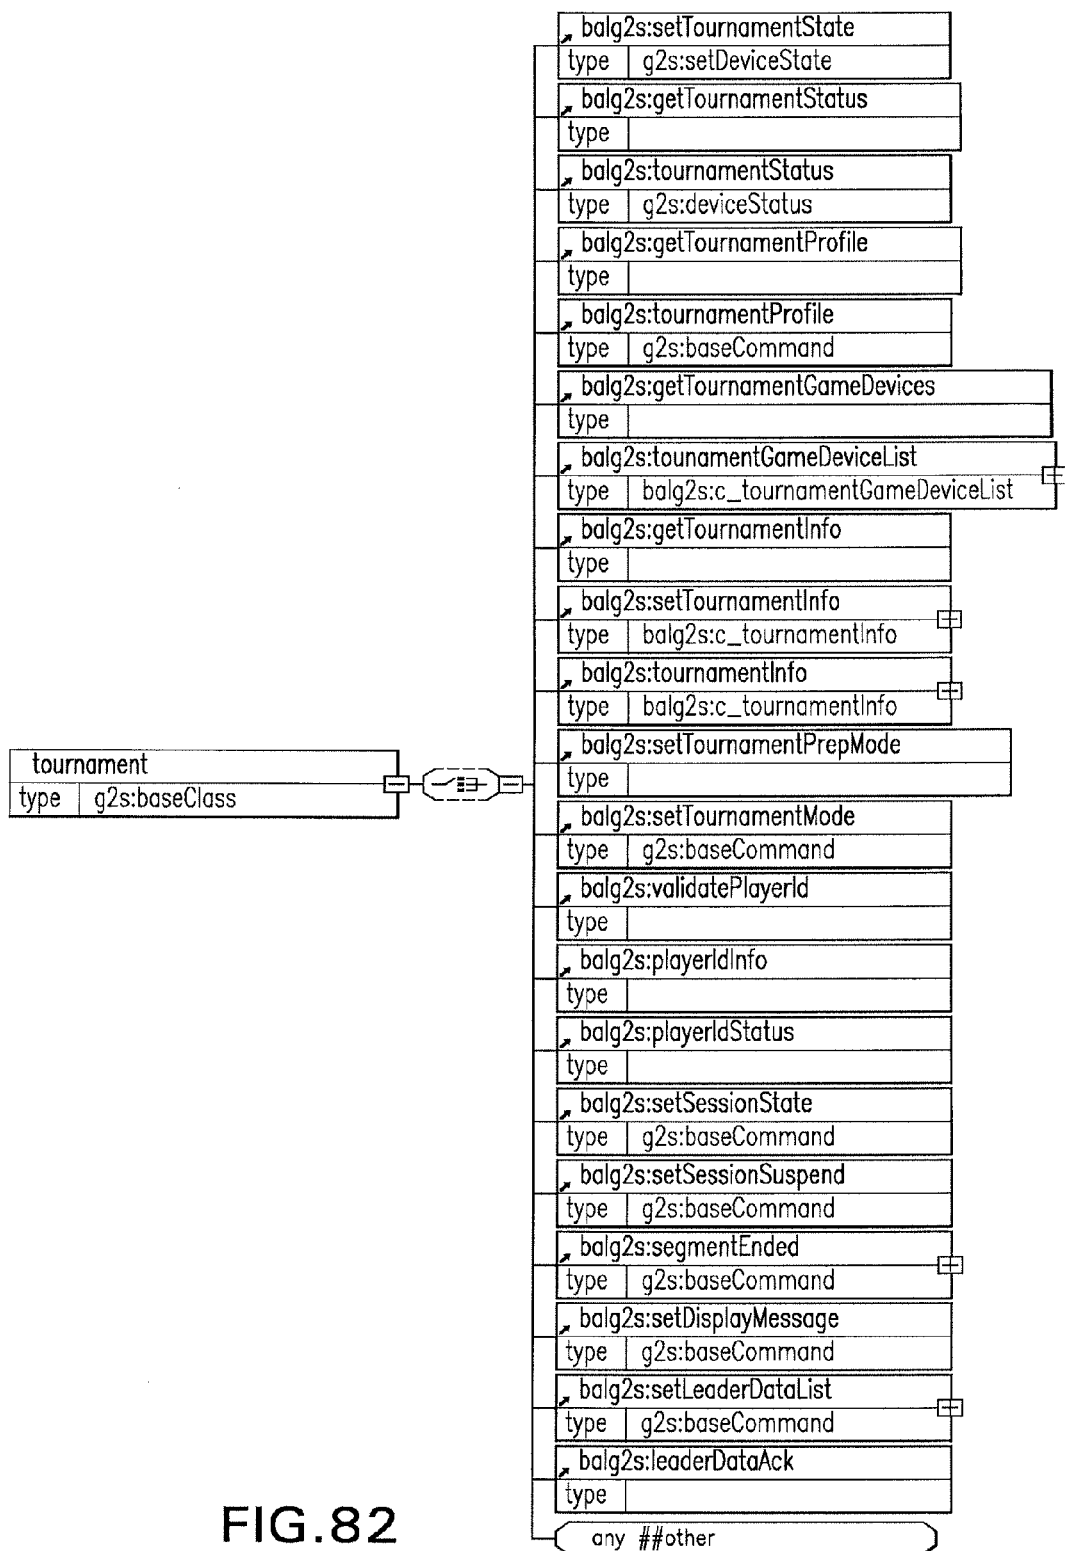 balg2s:setTournamentState
type g2s:setDeviceState
balg2s:getTournamentStatus
type
balg2s:tournamentStatus
type g2s:deviceStatus
balg2s:getTournamentProfile
type
balg2s:tournamentProfile
type g2s:baseCommand
balg2s:getTournamentGameDevices
type
balg2s:tounamentGameDeviceList
type balg2s:c_tournamentGameDeviceList
balg2s:getTournamentInfo
type
balg2s:setTournamentInfo
type balg2s:c_tournamentInfo
balg2s:tournamentInfo
type balg2s:c_tournamentInfo
balg2s:setTournamentPrepMode
type
tournament
type g2s:baseClass
balg2s:setTournamentMode
type g2s:baseCommand
balg2s:validatePlayerId
type
balg2s:playerIdInfo
type
balg2s:playerIdStatus
type
balg2s:setSessionState
type g2s:baseCommand
balg2s:setSessionSuspend
type g2s:baseCommand
balg2s:segmentEnded
type g2s:baseCommand
balg2s:setDisplayMessage
type g2s:baseCommand
balg2s:setLeaderDataList
type g2s:baseCommand
balg2s:leaderDataAck
type
any ##other
FIG.82